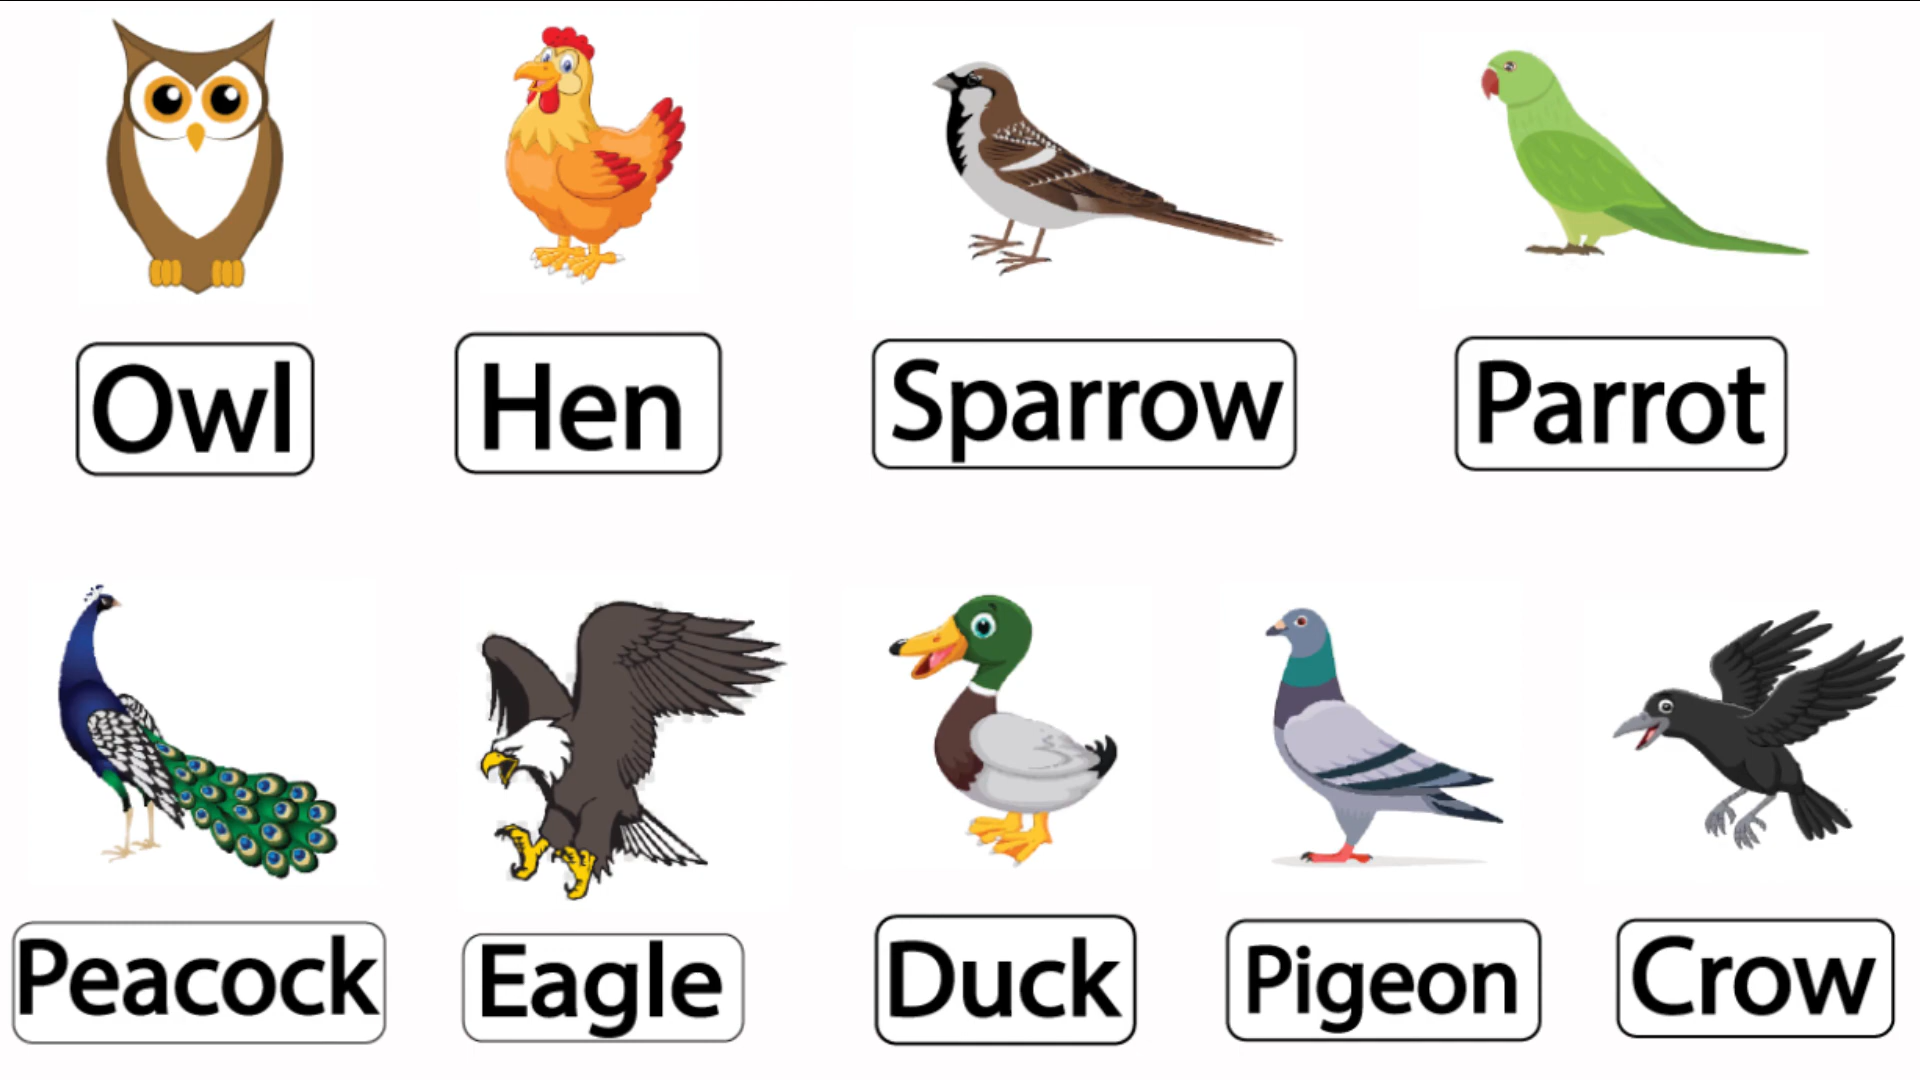 Owl
Hen
Sparrow
Parrot
Peacock
Eagle
Duck
Pigeon
Crow